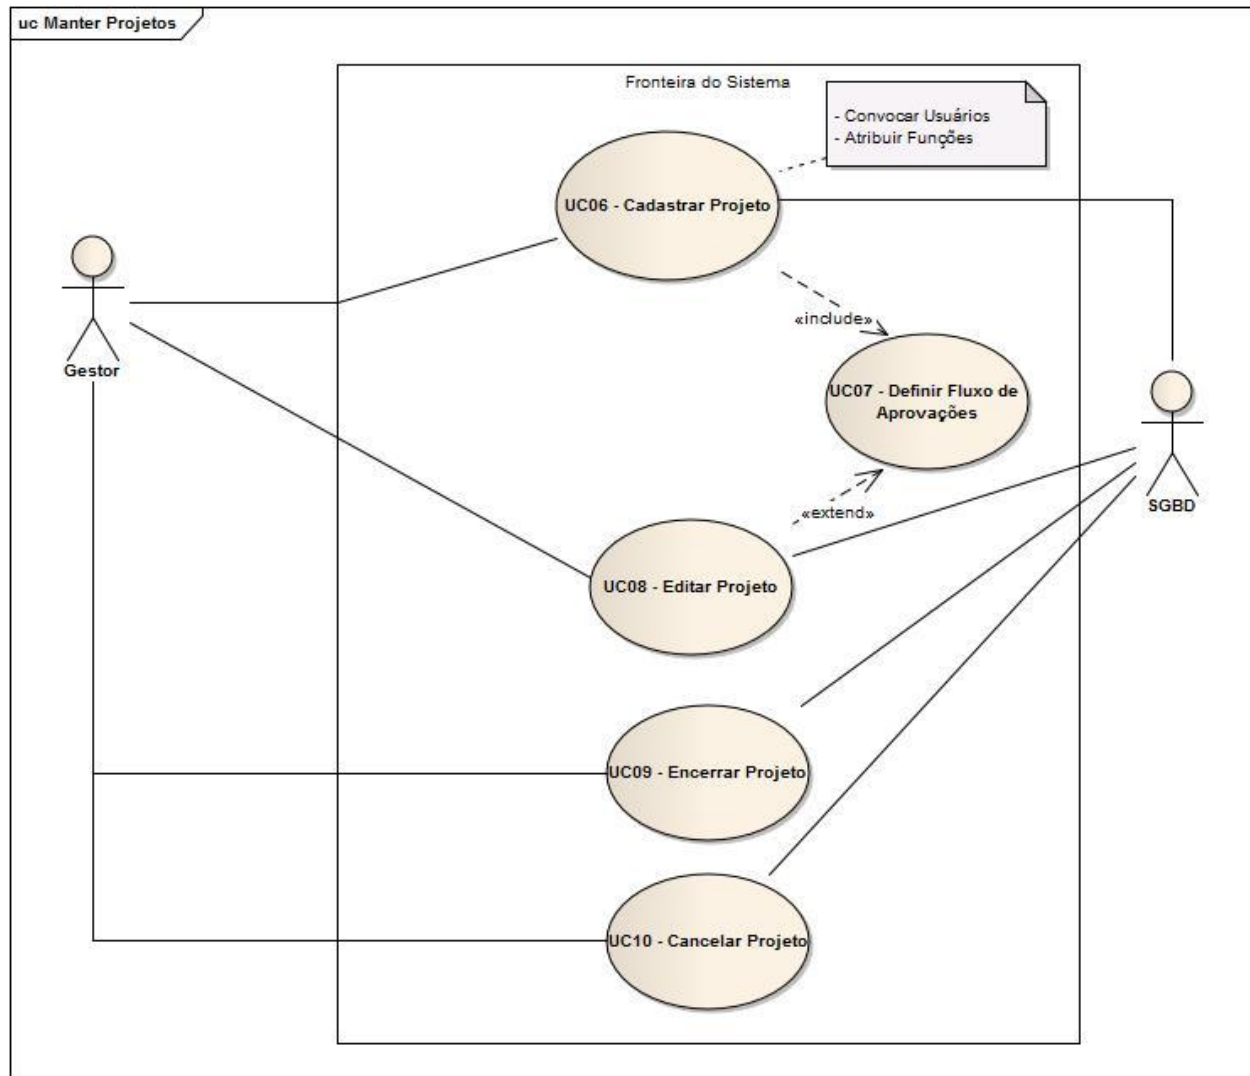 uc Manter Projetos
Fronteira do Sistema
- Convocar Usuários
- Atribuir Funções
UC06 - Cadastrar Projeto
«include»
Gestor
UC07 - Definir Fluxo de
Aprovações
SGBD
«extend»
UC08 - Editar Projeto
UC09 - Encerrar Projeto
UC10 - Cancelar Projeto